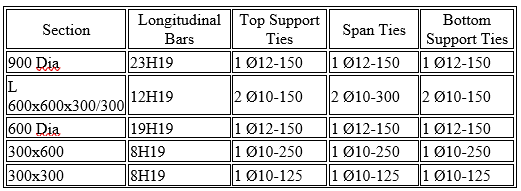 Section Longitudinal Bars Top Support Ties Span Ties Bottom Support Ties
900 Dia 23H19 1 Ø12-150 1 Ø12-150 1 Ø12-150
L 600x600x300/300 12H19 2 Ø10-150 2 Ø10-300 2 Ø10-150
600 Dia 19H19 1 Ø12-150 1 Ø12-150 1 Ø12-150
300x600 8H19 1 Ø10-250 1 Ø10-250 1 Ø10-250
300x300 8H19 1 Ø10-125 1 Ø10-125 1 Ø10-125